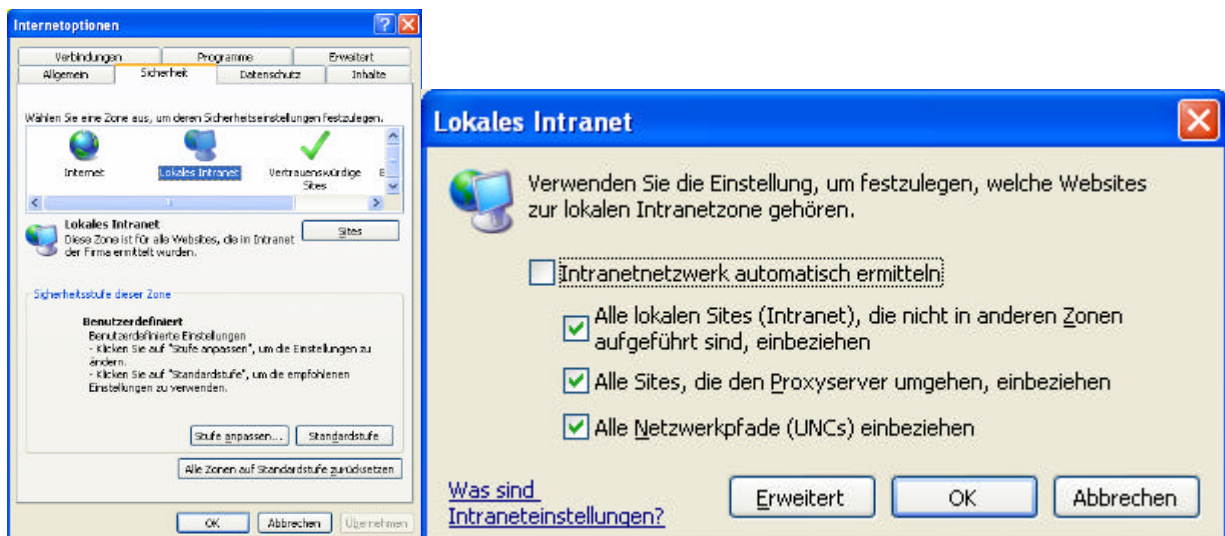 Internetoptionen
Verbindungen Programme Erweitert
Allgemein Sicherheit Datenschutz Inhalte
Wählen Sie eine Zone aus, um deren Sicherheitseinstellungen festzulegen.
Internet Lokales Intranet Vertrauenswürdige E
Sites
Lokales Intranet
Diese Zone ist für alle Websites, die in Intranet
der Firma ermittelt wurden.
Sites
Sicherheitsstufe dieser Zone
Benutzerdefiniert
Benutzerdefinierte Einstellungen
- Klicken Sie auf "Stufe anpassen", um die Einstellungen zu
ändern.
- Klicken Sie auf "Standardstufe", um die empfohlenen
Einstellungen zu verwenden.
Stufe anpassen... Standardstufe
Alle Zonen auf Standardstufe zurücksetzen
OK Abbrechen Übernehmen
Lokales Intranet
Verwenden Sie die Einstellung, um festzulegen, welche Websites
zur lokalen Intranetzone gehören.
Intranetnetzwerk automatisch ermitteln
Alle lokalen Sites (Intranet), die nicht in anderen Zonen
aufgeführt sind, einbeziehen
Alle Sites, die den Proxyserver umgehen, einbeziehen
Alle Netzwerkpfade (UNCs) einbeziehen
Was sind
Intraneteinstellungen?
Erweitert OK Abbrechen